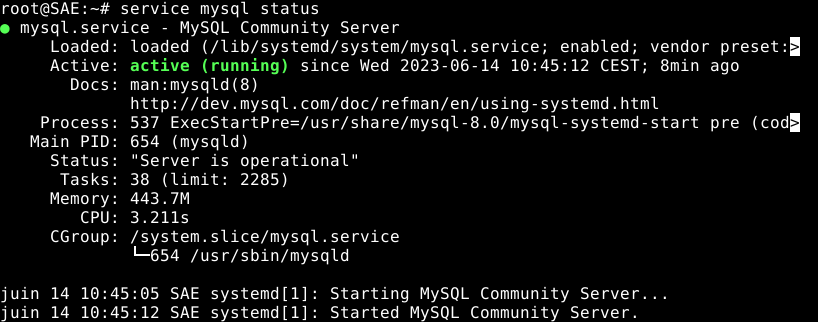 root@SAE:~# service mysql status
● mysql.service - MySQL Community Server
     Loaded: loaded (/lib/systemd/system/mysql.service; enabled; vendor preset:>
     Active: active (running) since Wed 2023-06-14 10:45:12 CEST; 8min ago
       Docs: man:mysqld(8)
             http://dev.mysql.com/doc/refman/en/using-systemd.html
    Process: 537 ExecStartPre=/usr/share/mysql-8.0/mysql-systemd-start pre (cod>
   Main PID: 654 (mysqld)
     Status: "Server is operational"
      Tasks: 38 (limit: 2285)
     Memory: 443.7M
        CPU: 3.211s
     CGroup: /system.slice/mysql.service
             └─654 /usr/sbin/mysqld

juin 14 10:45:05 SAE systemd[1]: Starting MySQL Community Server...
juin 14 10:45:12 SAE systemd[1]: Started MySQL Community Server.